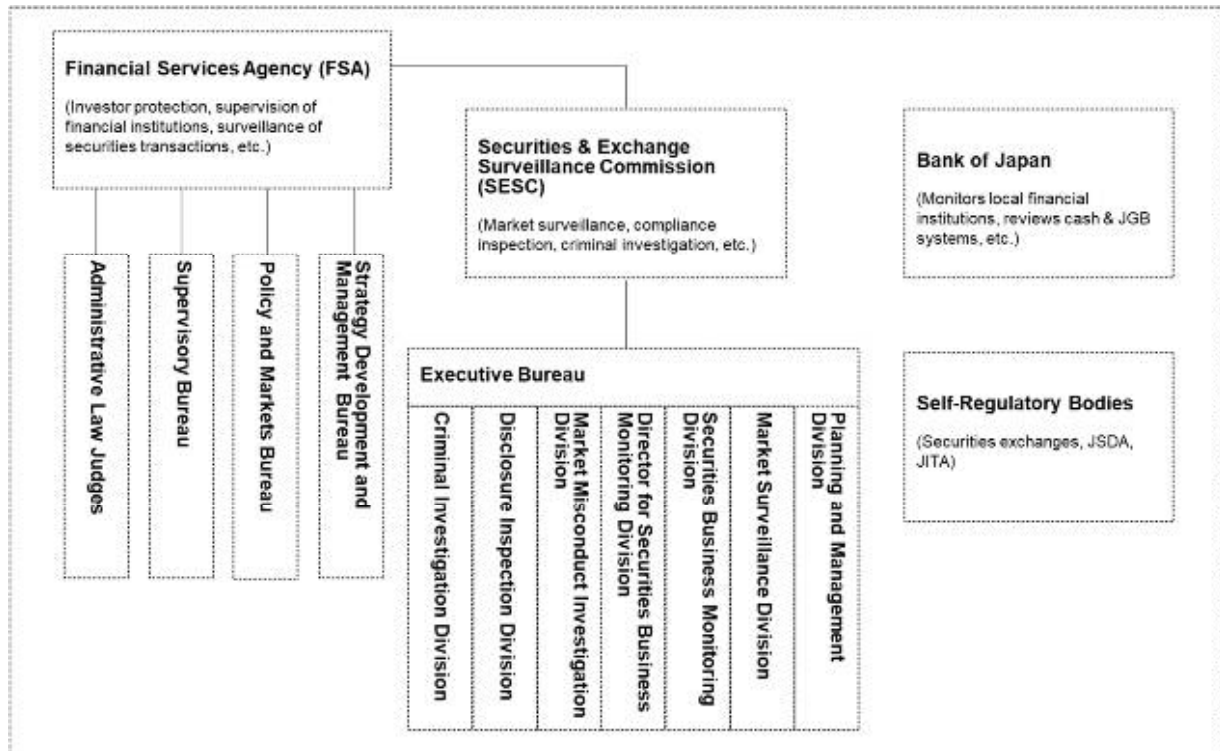 Financial Services Agency (FSA)
(Investor protection, supervision of
financial institutions, surveillance of
securities transactions, etc.)
Securities & Exchange
Surveillance Commission
(SESC)
(Market surveillance, compliance
inspection, criminal investigation, etc.)
Bank of Japan
(Monitors local financial
institutions, reviews cash & JGB
systems, etc.)
Administrative Law Judges
Supervisory Bureau
Policy and Markets Bureau
Strategy Development and
Management Bureau
Executive Bureau
Criminal Investigation Division
Disclosure Inspection Division
Market Misconduct Investigation
Division
Director for Securities Business
Monitoring Division
Securities Business Monitoring
Division
Market Surveillance Division
Planning and Management
Division
Self-Regulatory Bodies
(Securities exchanges, JSDA,
JITA)